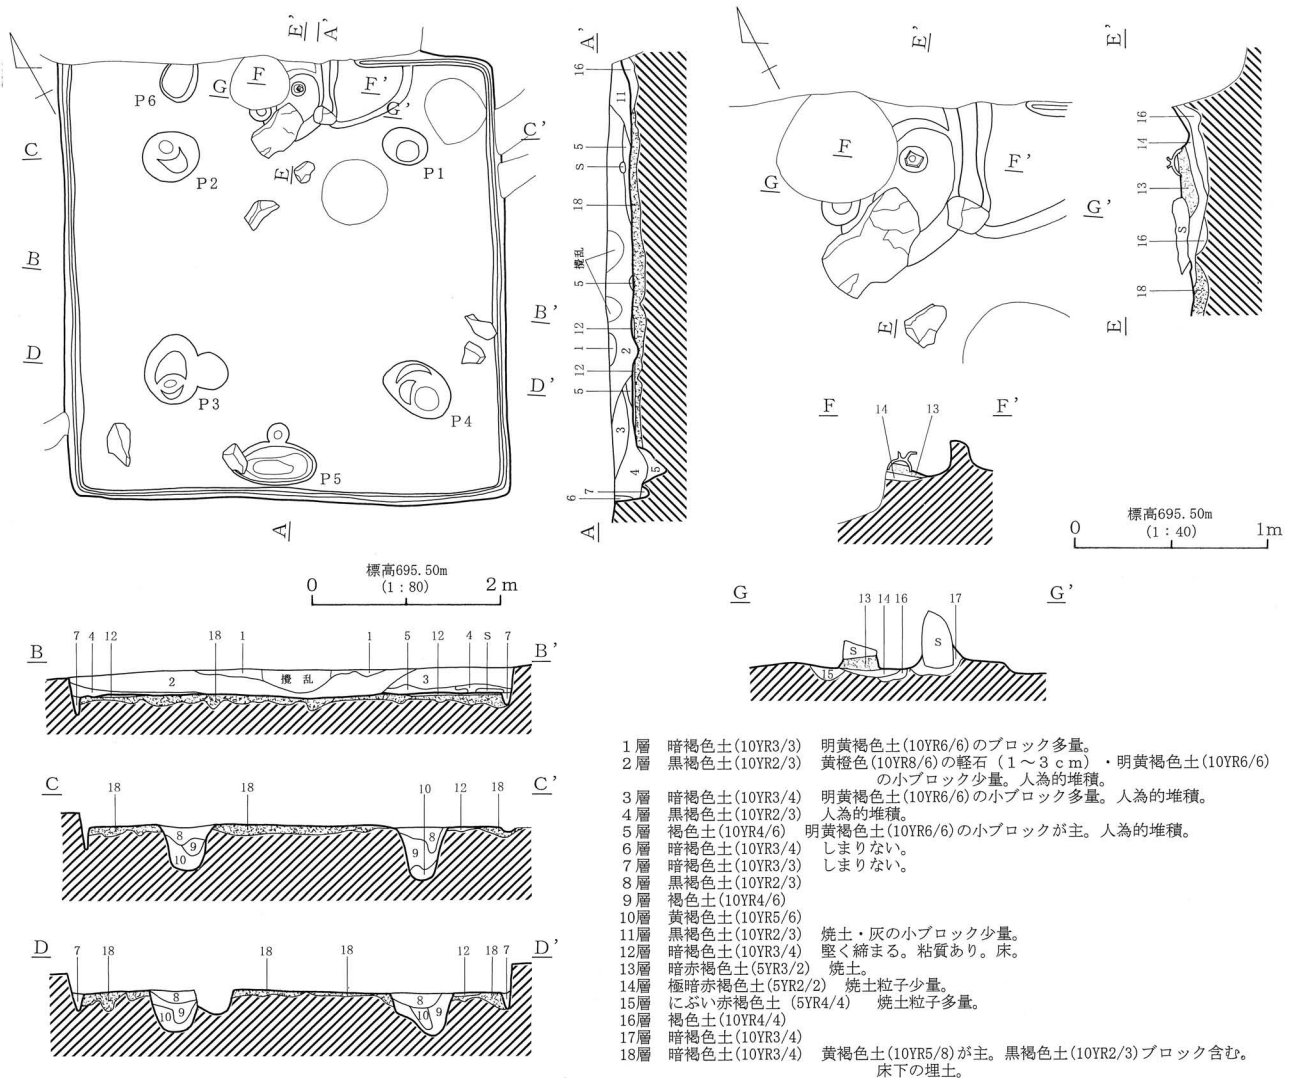 E' A'
P6
G
F
F'
G'
C
C'
P2
P1
E
B
B'
D
D'
P3
P4
P5
A
A'
16
11
5
S
18
攪乱
5
12
1
2
12
5
3
4
5
7
6
A
E'
F
F'
G
G'
E
E'
16
14
13
S
16
18
E
F
F'
14
13
標高695.50m
0 (1：40) 1m
標高695.50m
0 (1：80) 2m
G
G'
13 14 16 17
S
S
15
B
B'
7 4 12 18 1 1 5 12 4 S 7
2
攪 乱
3
C
C'
18 18 10 12 18
8
9
10
8
9
D
D'
7 18 18 18 12 18 7
8
10 9
8
10 9
1層 暗褐色土(10YR3/3) 明黄褐色土(10YR6/6)のブロック多量。
2層 黒褐色土(10YR2/3) 黄橙色(10YR8/6)の軽石（1～3cm）・明黄褐色土(10YR6/6)
の小ブロック少量。人為的堆積。
3層 暗褐色土(10YR3/4) 明黄褐色土(10YR6/6)の小ブロック多量。人為的堆積。
4層 黒褐色土(10YR2/3) 人為的堆積。
5層 褐色土(10YR4/6) 明黄褐色土(10YR6/6)の小ブロックが主。人為的堆積。
6層 暗褐色土(10YR3/4) しまりない。
7層 暗褐色土(10YR3/3) しまりない。
8層 黒褐色土(10YR2/3)
9層 褐色土(10YR4/6)
10層 黄褐色土(10YR5/6)
11層 黒褐色土(10YR2/3) 焼土・灰の小ブロック少量。
12層 暗褐色土(10YR3/4) 堅く締まる。粘質あり。床。
13層 暗赤褐色土(5YR3/2) 焼土。
14層 極暗赤褐色土(5YR2/2) 焼土粒子少量。
15層 にぶい赤褐色土(5YR4/4) 焼土粒子多量。
16層 褐色土(10YR4/4)
17層 暗褐色土(10YR3/4)
18層 暗褐色土(10YR3/4) 黄褐色土(10YR5/8)が主。黒褐色土(10YR2/3)ブロック含む。
床下の埋土。